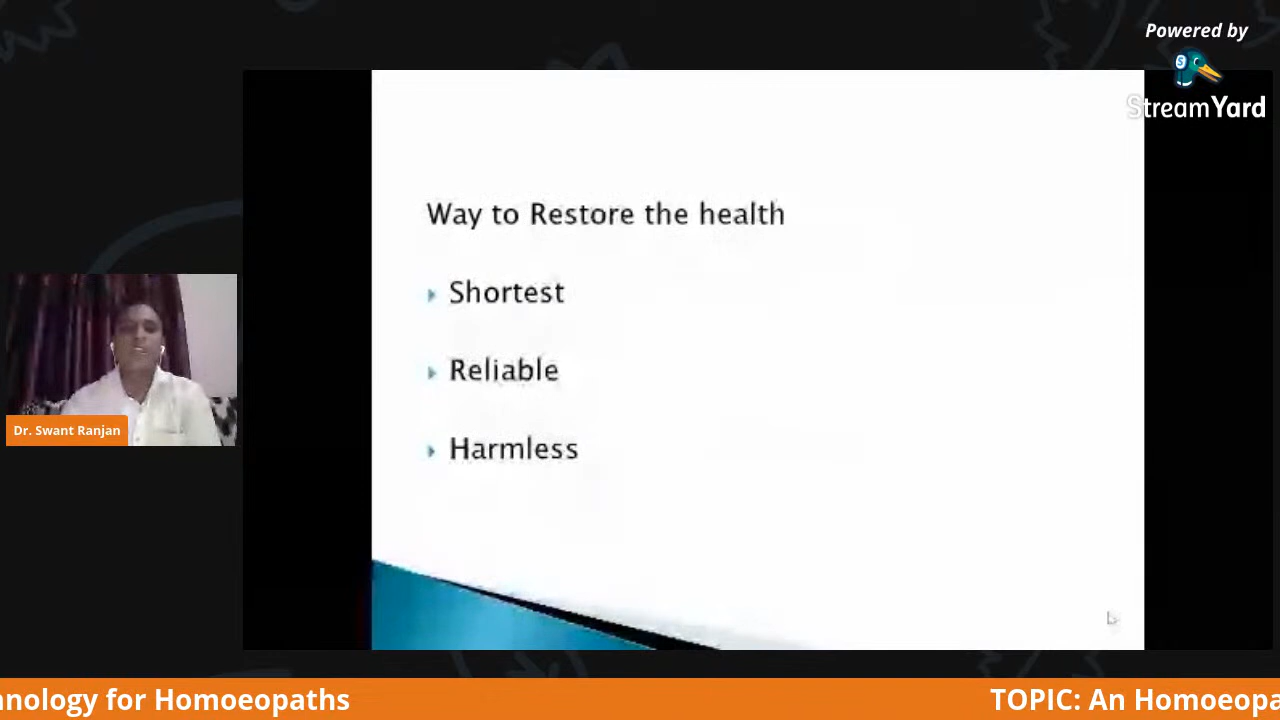 Powered by
StreamYard
Way to Restore the health
Shortest
Reliable
Harmless
Dr. Swant Ranjan
nology for Homoeopaths
TOPIC: An Homoeopa